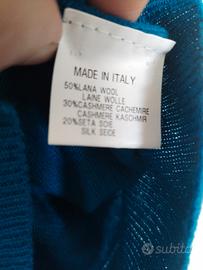 MADE IN ITALY
50%LANA WOOL
LAINE WOLLE
30%CASHMERE CACHEMIRE
CASHMERE KASCHMIR
20%SETA SOIE
SILK SEIDE
subito